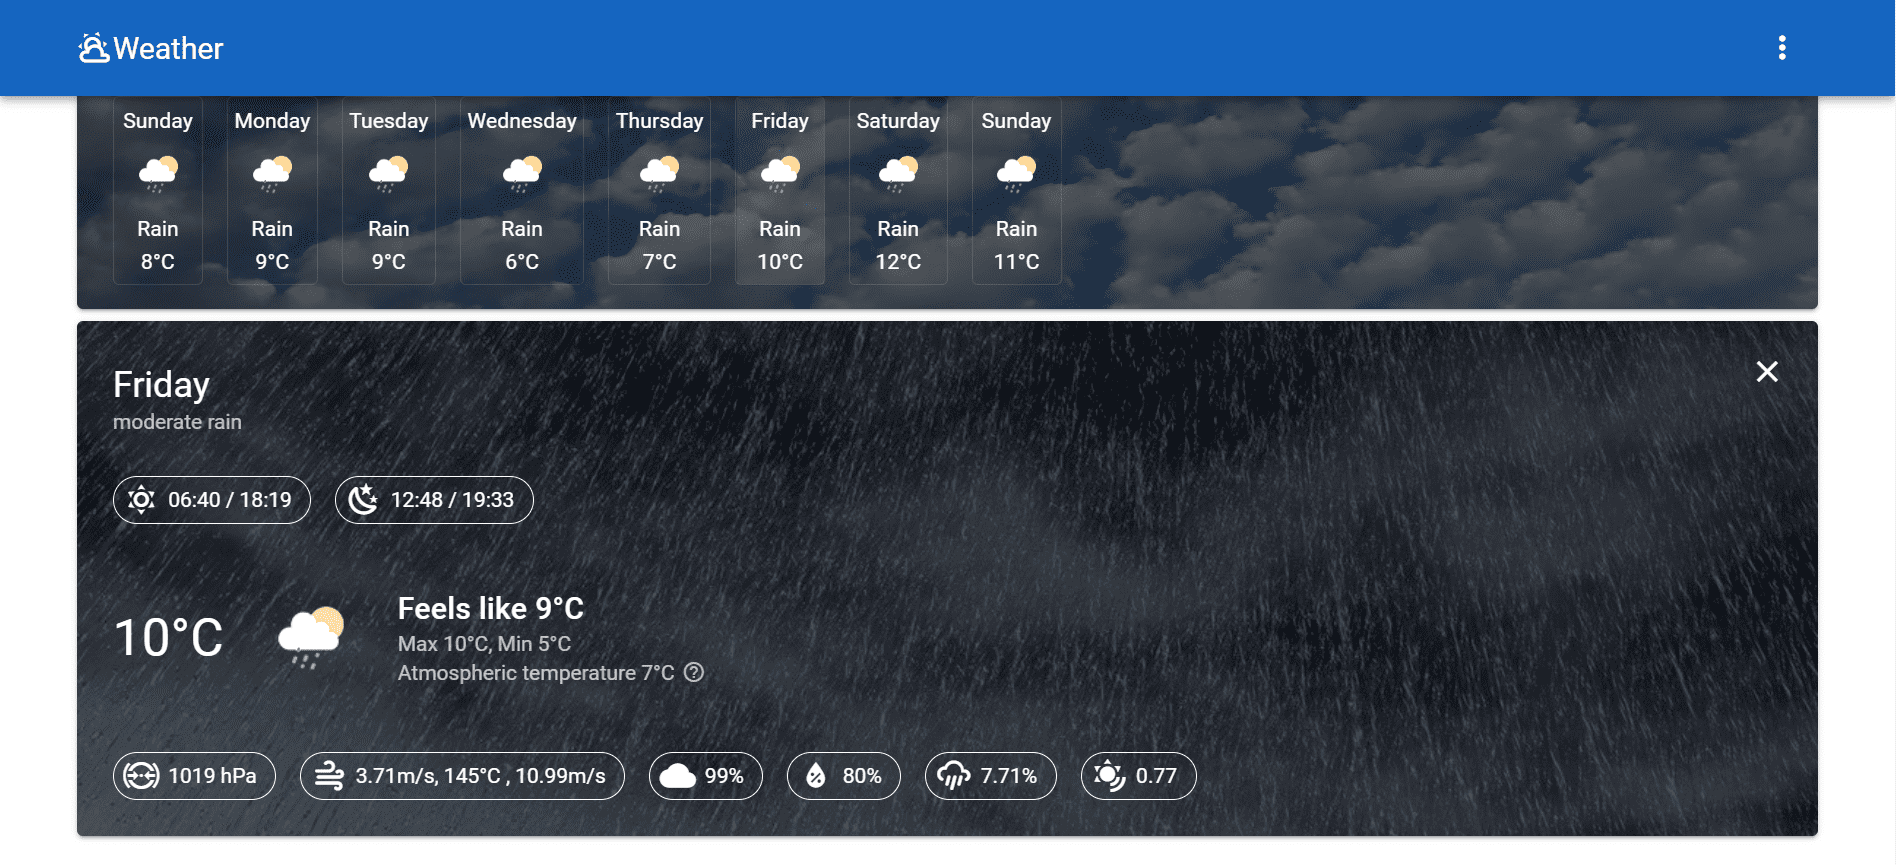 Weather
Sunday Monday Tuesday Wednesday Thursday Friday Saturday Sunday
Rain Rain Rain Rain Rain Rain Rain Rain
8°C 9°C 9°C 6°C 7°C 10°C 12°C 11°C
Friday
moderate rain
06:40 / 18:19 12:48 / 19:33
10°C
Feels like 9°C
Max 10°C, Min 5°C
Atmospheric temperature 7°C ?
1019 hPa 3.71m/s, 145°C , 10.99m/s 99% 80% 7.71% 0.77